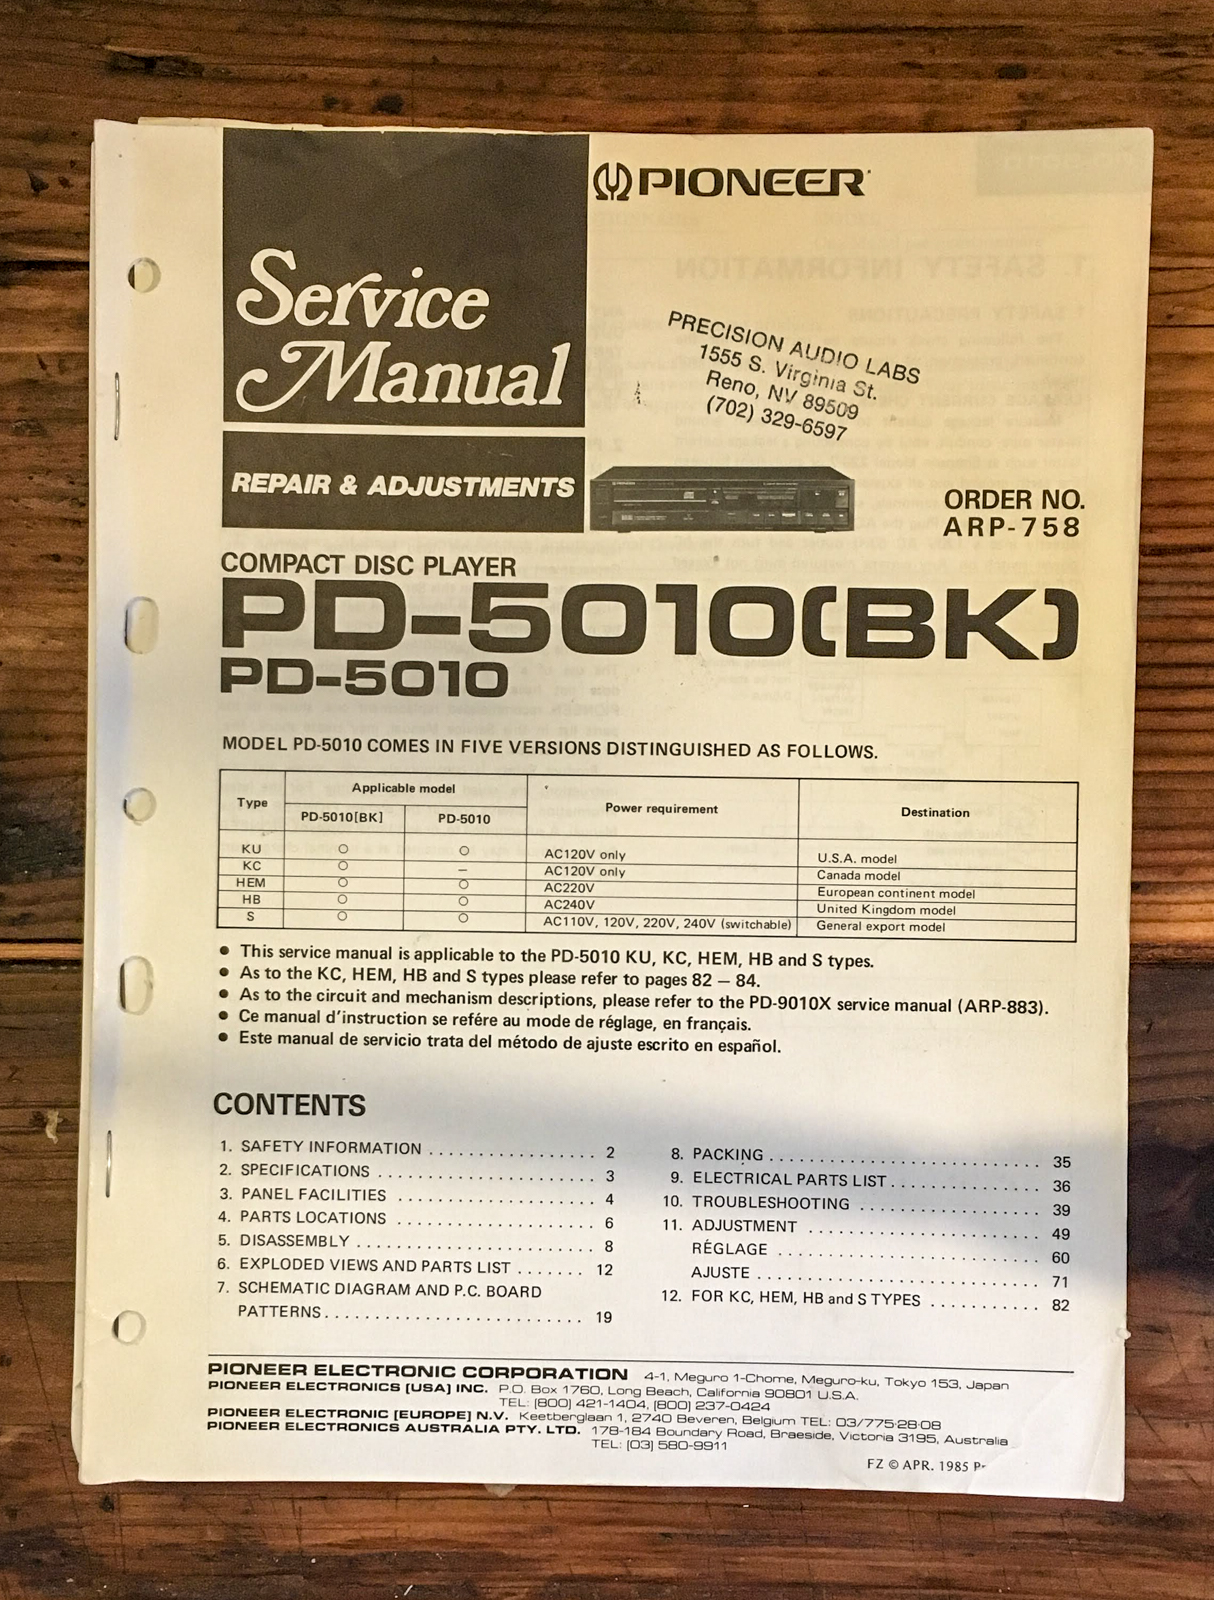 PIONEER
Service
Manual
PRECISION AUDIO LABS
1555 S. Virginia St.
Reno, NV 89509
(702) 329-6597
REPAIR & ADJUSTMENTS
ORDER NO.
ARP-758
COMPACT DISC PLAYER
PD-5010(BK)
PD-5010
MODEL PD-5010 COMES IN FIVE VERSIONS DISTINGUISHED AS FOLLOWS.
Type Applicable model Power requirement Destination
PD-5010[BK] PD-5010
KU ○ ○ AC120V only U.S.A. model
KC ○ – AC120V only Canada model
HEM ○ ○ AC220V European continent model
HB ○ ○ AC240V United Kingdom model
S ○ ○ AC110V, 120V, 220V, 240V (switchable) General export model
● This service manual is applicable to the PD-5010 KU, KC, HEM, HB and S types.
● As to the KC, HEM, HB and S types please refer to pages 82 – 84.
● As to the circuit and mechanism descriptions, please refer to the PD-9010X service manual (ARP-883).
● Ce manual d'instruction se refére au mode de réglage, en français.
● Este manual de servicio trata del método de ajuste escrito en español.
CONTENTS
1. SAFETY INFORMATION ................. 2
2. SPECIFICATIONS ...................... 3
3. PANEL FACILITIES .................... 4
4. PARTS LOCATIONS .................... 6
5. DISASSEMBLY ........................ 8
6. EXPLODED VIEWS AND PARTS LIST ....... 12
7. SCHEMATIC DIAGRAM AND P.C. BOARD
PATTERNS .......................... 19
8. PACKING ............................ 35
9. ELECTRICAL PARTS LIST ............... 36
10. TROUBLESHOOTING ................... 39
11. ADJUSTMENT ........................ 49
RÉGLAGE ........................... 60
AJUSTE ............................. 71
12. FOR KC, HEM, HB and S TYPES ........... 82
PIONEER ELECTRONIC CORPORATION 4-1, Meguro 1-Chome, Meguro-ku, Tokyo 153, Japan
PIONEER ELECTRONICS [USA] INC. P.O. Box 1760, Long Beach, California 90801 U.S.A.
TEL: [800] 421-1404, [800] 237-0424
PIONEER ELECTRONIC [EUROPE] N.V. Keetberglaan 1, 2740 Beveren, Belgium TEL: 03/775·28·08
PIONEER ELECTRONICS AUSTRALIA PTY. LTD. 178-184 Boundary Road, Braeside, Victoria 3195, Australia
TEL: [03] 580-9911
FZ © APR. 1985